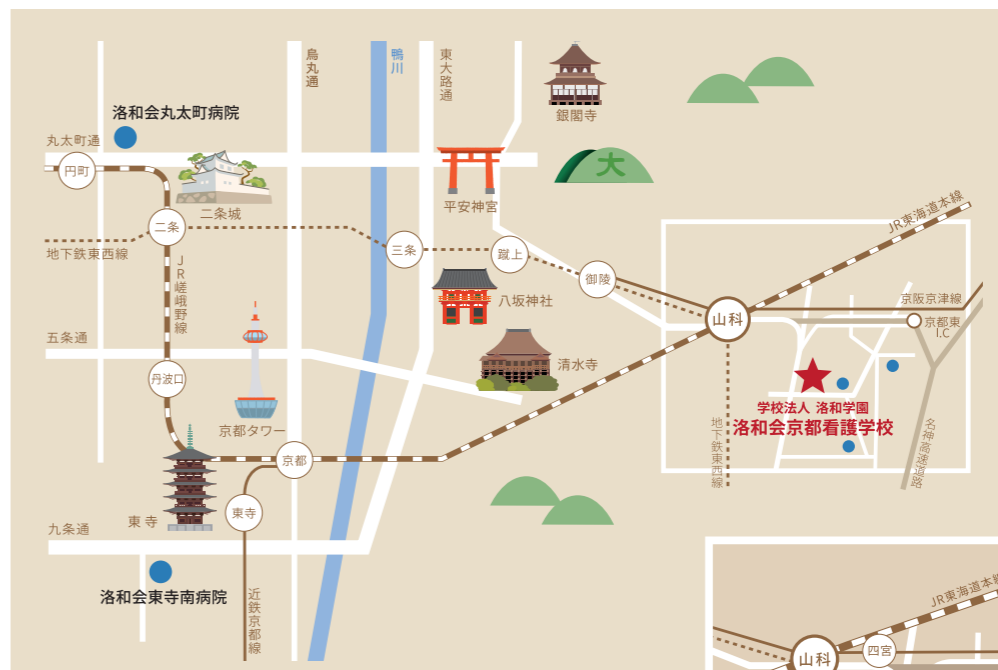 烏丸通
鴨川
東大路通
銀閣寺
洛和会丸太町病院
丸太町通
円町
大
二条城
平安神宮
二条
地下鉄東西線
三条
蹴上
御陵
JR東海道本線
JR嵯峨野線
八坂神社
山科
京阪京津線
京都東
I.C
五条通
清水寺
丹波口
学校法人 洛和学園
洛和会京都看護学校
京都タワー
地下鉄東西線
名神高速道路
京都
東寺
東寺
九条通
洛和会東寺南病院
近鉄京都線
JR東海道本線
山科
四宮